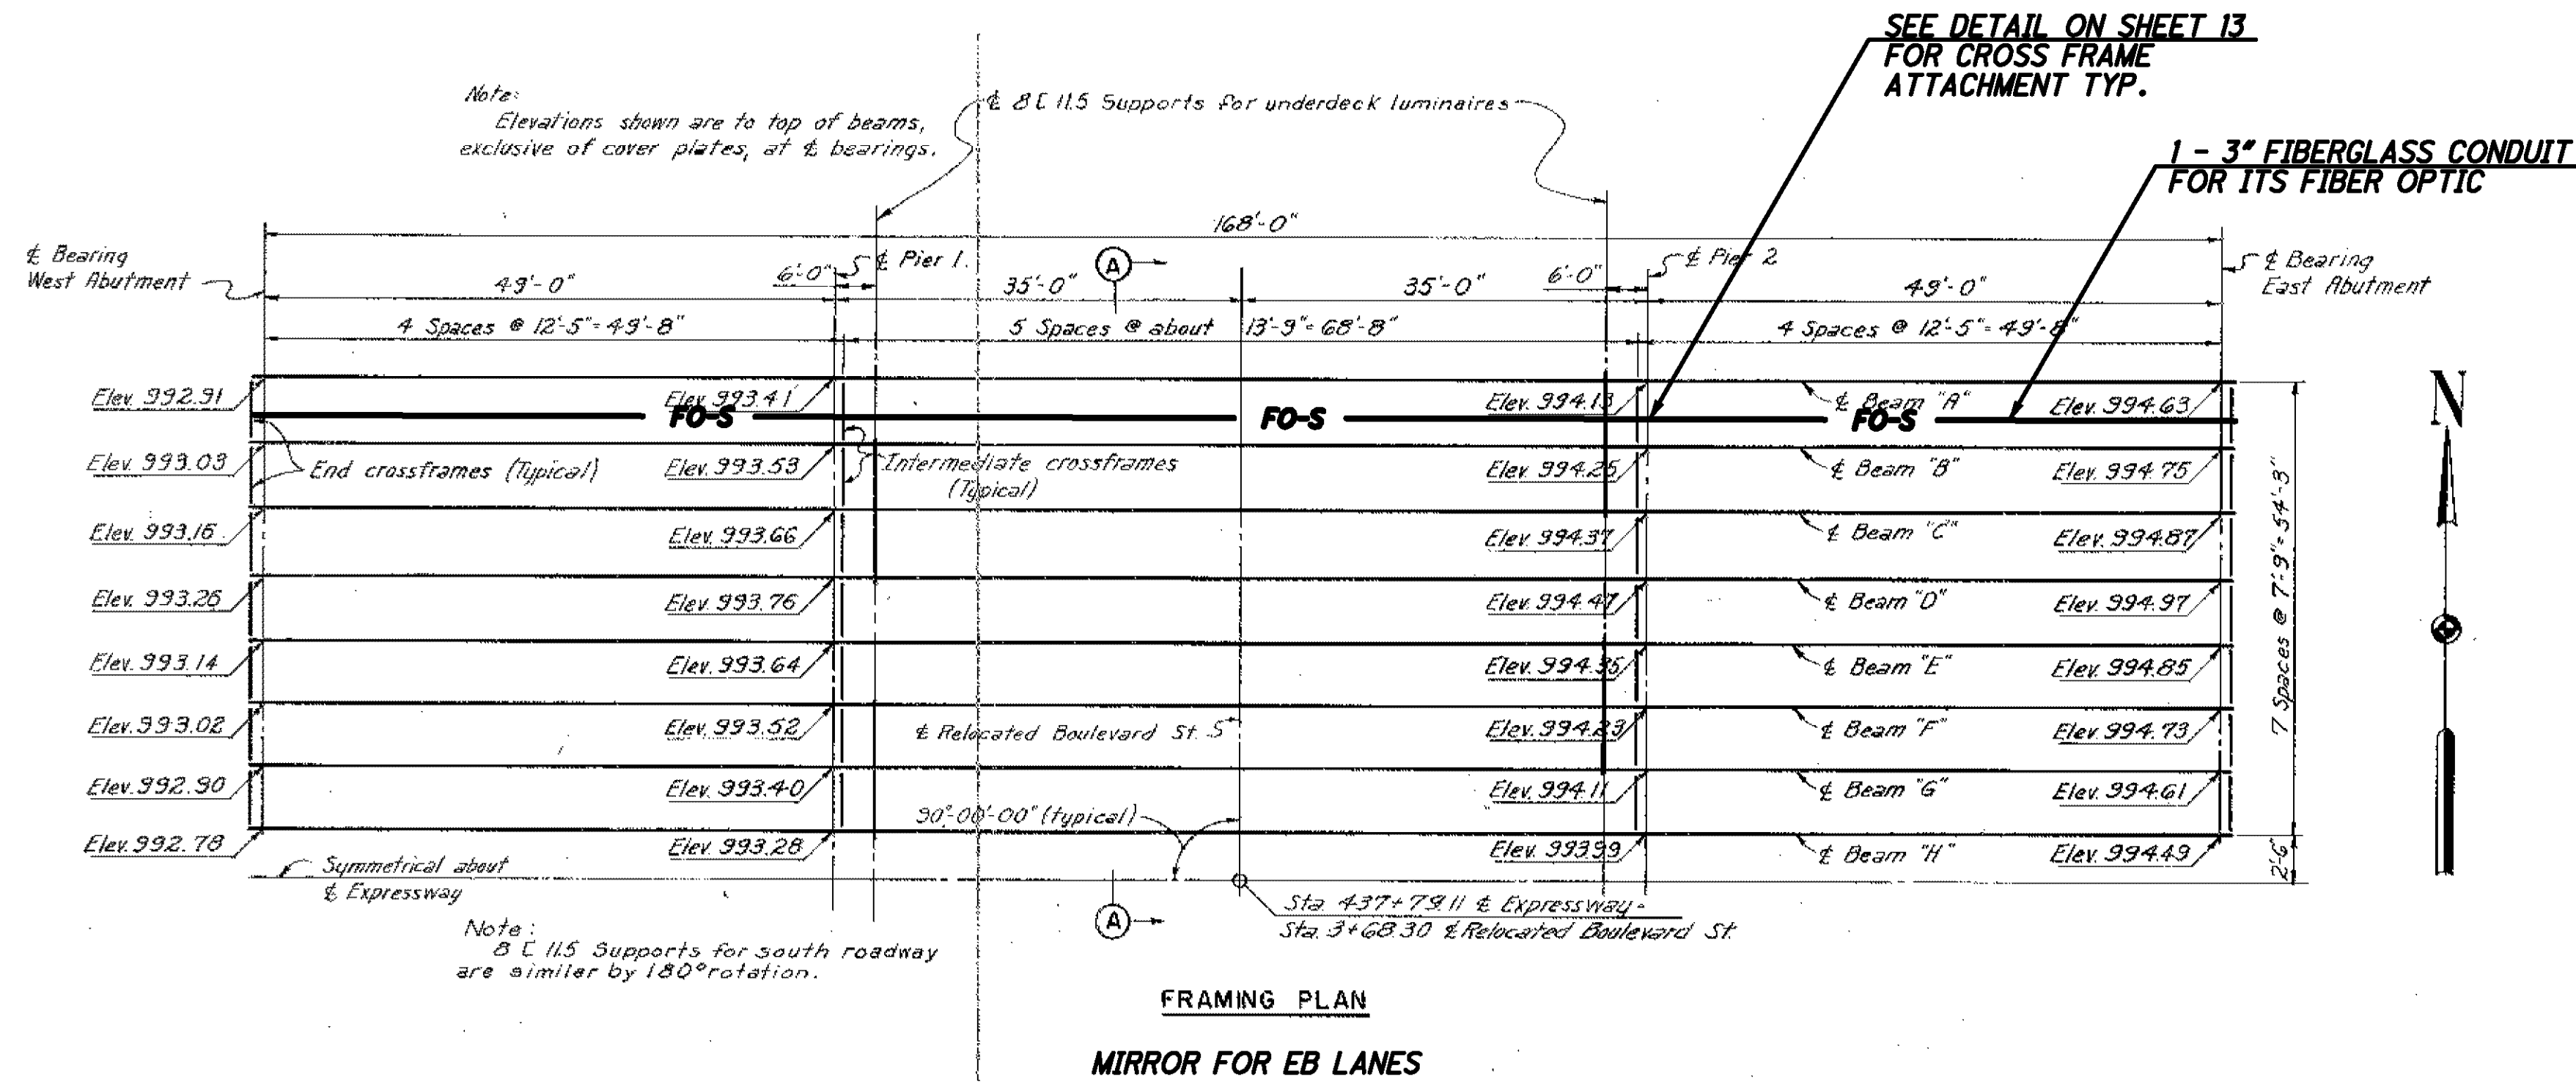 SEE DETAIL ON SHEET 13
FOR CROSS FRAME
ATTACHMENT TYP.
Note:
Elevations shown are to top of beams,
exclusive of cover plates, at ℄ bearings.
℄ 8 [ 11.5 Supports for underdeck luminaires
1 - 3" FIBERGLASS CONDUIT
FOR ITS FIBER OPTIC
168'-0"
℄ Bearing
West Abutment
49'-0"
6'-0"
℄ Pier 1.
A
35'-0"
35'-0"
6'-0"
℄ Pier 2
49'-0"
℄ Bearing
East Abutment
4 Spaces @ 12'-5"= 49'-8"
5 Spaces @ about 13'-9"= 68'-8"
4 Spaces @ 12'-5"= 49'-8"
N
Elev. 992.91
Elev. 993.41
Elev. 994.13
℄ Beam "A"
Elev. 994.63
FO-S
FO-S
FO-S
Elev. 993.03
End crossframes (Typical)
Elev. 993.53
Intermediate crossframes
(Typical)
Elev. 994.25
℄ Beam "B"
Elev. 994.75
Elev. 993.16
Elev. 993.66
Elev. 994.37
℄ Beam "C"
Elev. 994.87
7 Spaces @ 7'-9"= 54'-3"
Elev. 993.26
Elev. 993.76
Elev. 994.47
℄ Beam "D"
Elev. 994.97
Elev. 993.14
Elev. 993.64
Elev. 994.35
℄ Beam "E"
Elev. 994.85
Elev. 993.02
Elev. 993.52
℄ Relocated Boulevard St.
Elev. 994.23
℄ Beam "F"
Elev. 994.73
Elev. 992.90
Elev. 993.40
90°-00'-00" (typical)
Elev. 994.11
℄ Beam "G"
Elev. 994.61
Elev. 992.78
Elev. 993.28
Elev. 993.99
℄ Beam "H"
Elev. 994.49
2'-6"
Symmetrical about
℄ Expressway
A
Sta. 437+79.11 ℄ Expressway =
Sta. 3+68.30 ℄ Relocated Boulevard St.
Note:
8 [ 11.5 Supports for south roadway
are similer by 180° rotation.
FRAMING PLAN
MIRROR FOR EB LANES